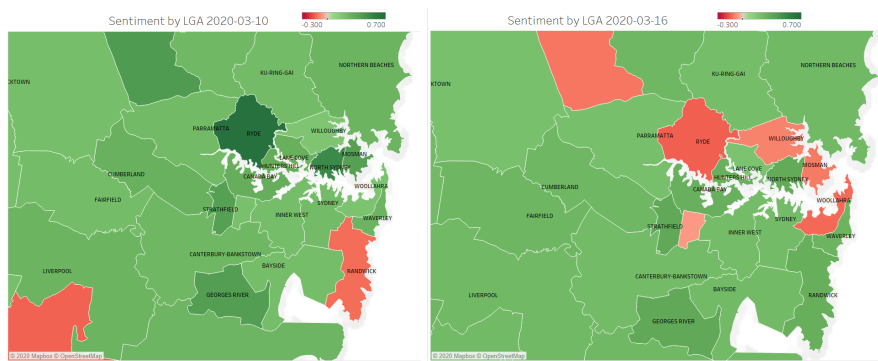 Sentiment by LGA 2020-03-10
-0.300 0.700
NORTHERN BEACHES
KU-RING-GAI
CKTOWN
PARRAMATTA
RYDE
WILLOUGHBY
LANE COVE
MOSMAN
HUNTERS HILL
NORTH SYDNEY
CUMBERLAND
CANADA BAY
WOOLLAHRA
FAIRFIELD
STRATHFIELD
SYDNEY
INNER WEST
WAVERLEY
CANTERBURY-BANKSTOWN
BAYSIDE
LIVERPOOL
RANDWICK
GEORGES RIVER
© 2020 Mapbox © OpenStreetMap
Sentiment by LGA 2020-03-16
-0.300 0.700
NORTHERN BEACHES
KU-RING-GAI
KTOWN
PARRAMATTA
RYDE
WILLOUGHBY
LANE COVE
MOSMAN
HUNTERS HILL
NORTH SYDNEY
CUMBERLAND
CANADA BAY
WOOLLAHRA
FAIRFIELD
SYDNEY
STRATHFIELD
INNER WEST
WAVERLEY
CANTERBURY-BANKSTOWN
BAYSIDE
LIVERPOOL
RANDWICK
GEORGES RIVER
© 2020 Mapbox © OpenStreetMap